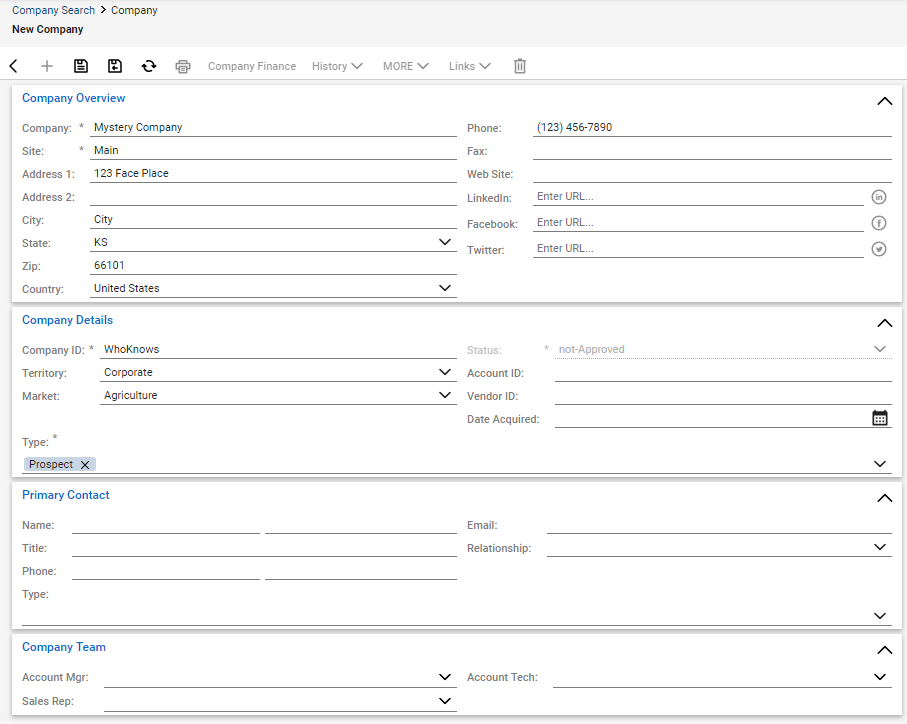 Company Search > Company
New Company
Company Finance History MORE Links
Company Overview
Company: * Mystery Company
Site: * Main
Address 1: 123 Face Place
Address 2:
City: City
State: KS
Zip: 66101
Country: United States
Phone: (123) 456-7890
Fax:
Web Site:
LinkedIn: Enter URL...
Facebook: Enter URL...
Twitter: Enter URL...
Company Details
Company ID: * WhoKnows
Territory: Corporate
Market: Agriculture
Status: * not-Approved
Account ID:
Vendor ID:
Date Acquired:
Type: *
Prospect X
Primary Contact
Name:
Title:
Phone:
Type:
Email:
Relationship:
Company Team
Account Mgr:
Sales Rep:
Account Tech: